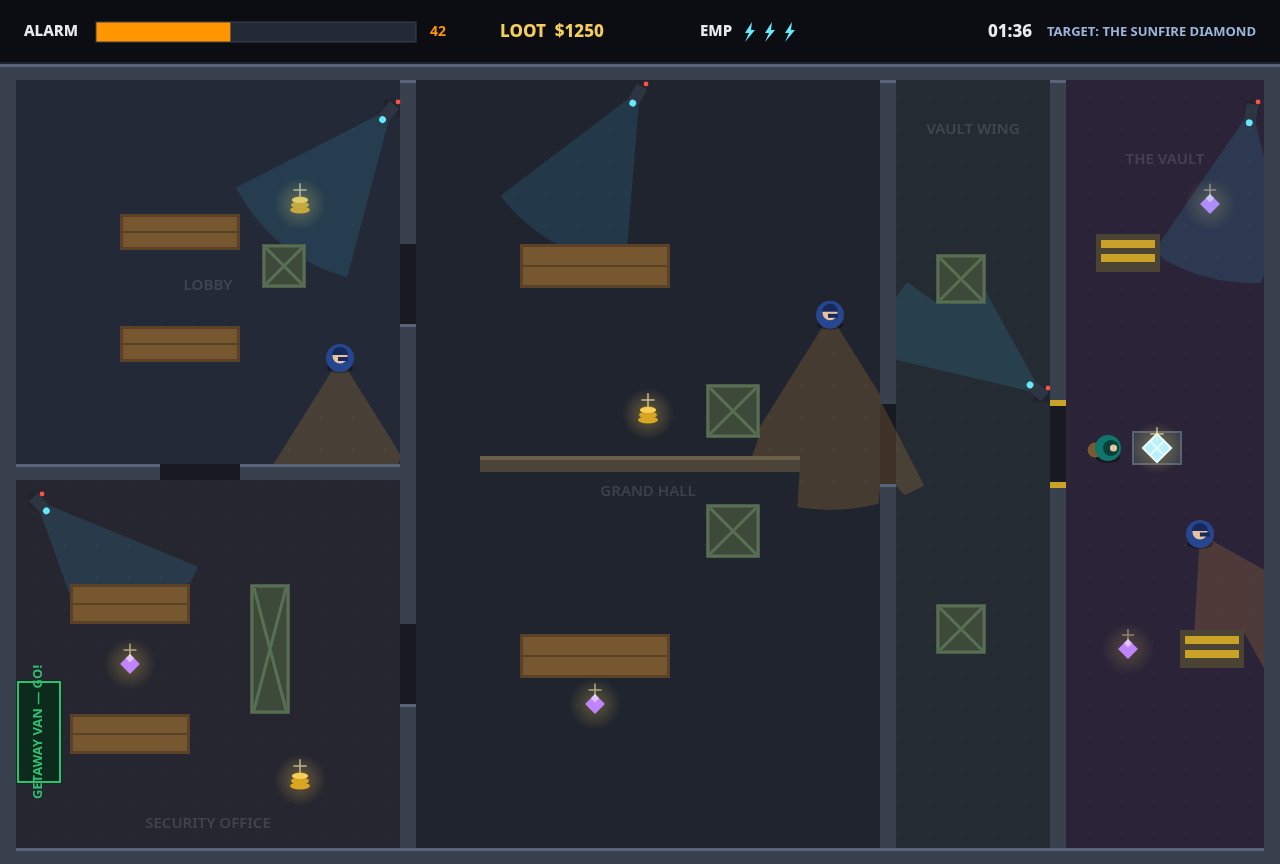 ALARM 42 LOOT $1250 EMP 01:36 TARGET: THE SUNFIRE DIAMOND
VAULT WING
THE VAULT
LOBBY
GRAND HALL
GETAWAY VAN — GO!
SECURITY OFFICE